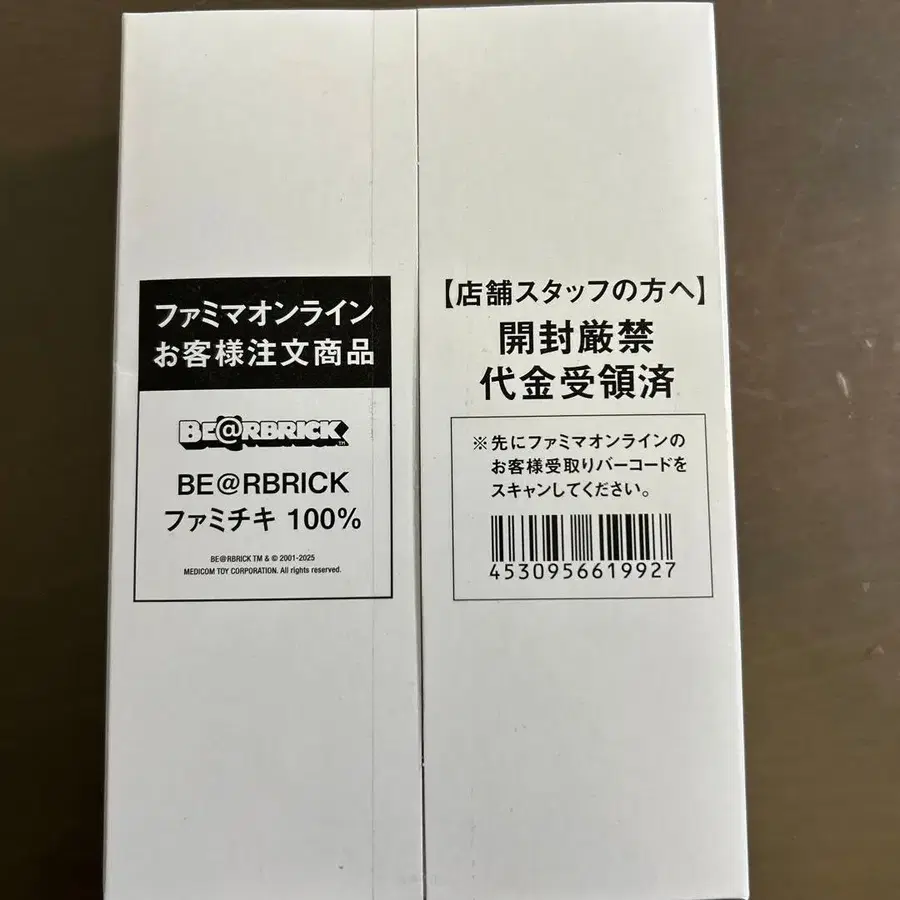 ファミマオンライン
お客様注文商品
BE@RBRICK TM
BE@RBRICK
ファミチキ 100%
BE@RBRICK TM & © 2001-2025
MEDICOM TOY CORPORATION. All rights reserved.
【店舗スタッフの方へ】
開封厳禁
代金受領済
※先にファミマオンラインの
お客様受取りバーコードを
スキャンしてください。
4530956619927